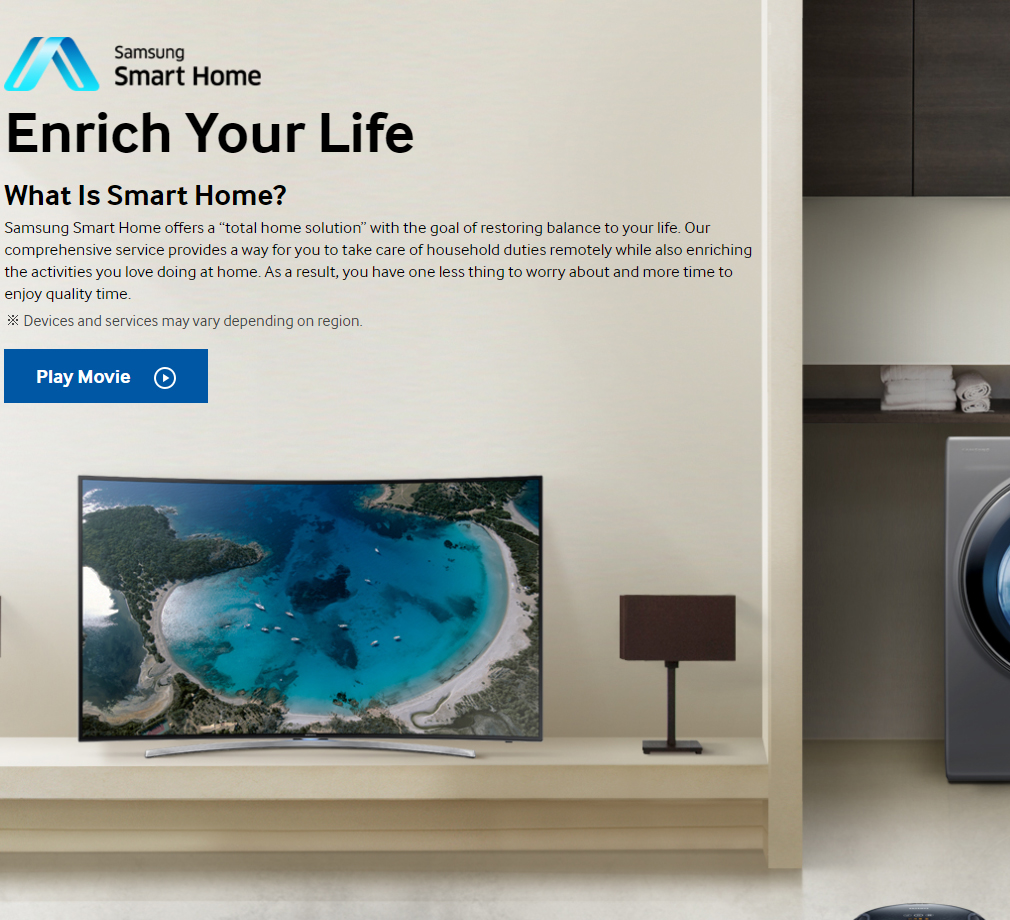 Samsung
Smart Home
Enrich Your Life
What Is Smart Home?
Samsung Smart Home offers a “total home solution” with the goal of restoring balance to your life. Our
comprehensive service provides a way for you to take care of household duties remotely while also enriching
the activities you love doing at home. As a result, you have one less thing to worry about and more time to
enjoy quality time.
※ Devices and services may vary depending on region.
Play Movie